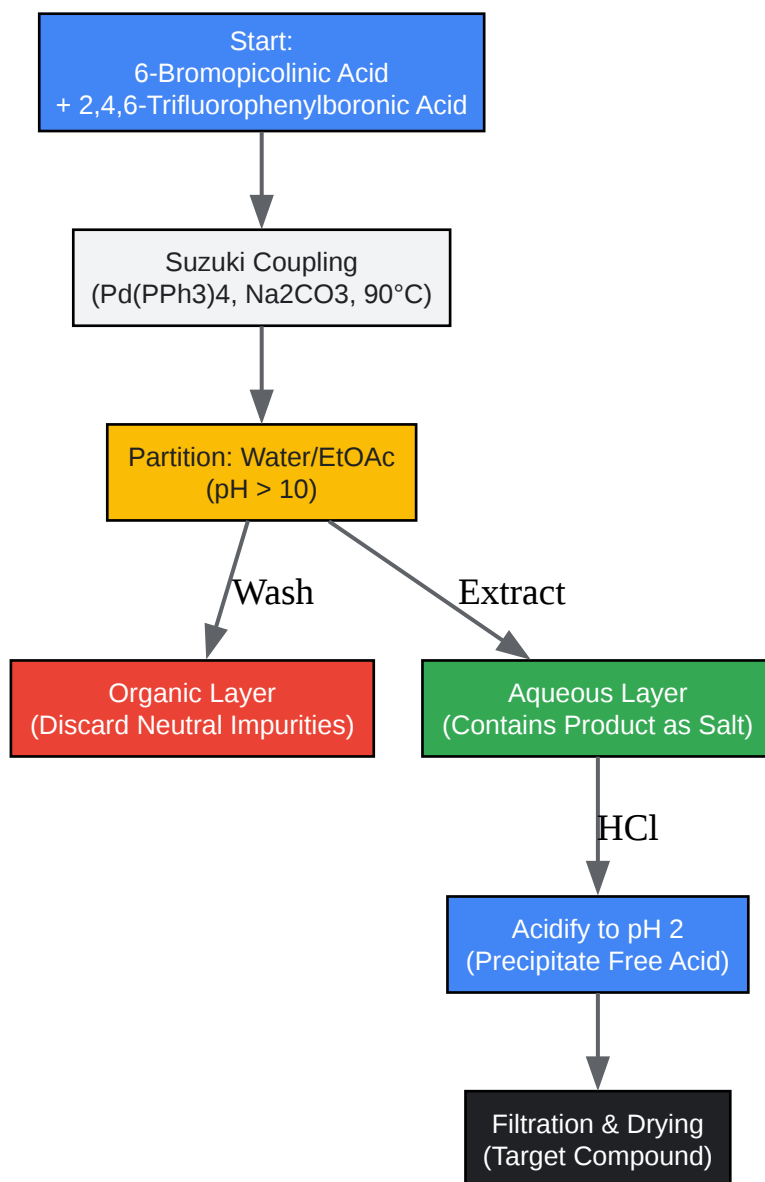 Start:
6-Bromopicolinic Acid
+ 2,4,6-Trifluorophenylboronic Acid
Suzuki Coupling
(Pd(PPh3)4, Na2CO3, 90°C)
Partition: Water/EtOAc
(pH > 10)
Wash
Extract
Organic Layer
(Discard Neutral Impurities)
Aqueous Layer
(Contains Product as Salt)
HCl
Acidify to pH 2
(Precipitate Free Acid)
Filtration & Drying
(Target Compound)